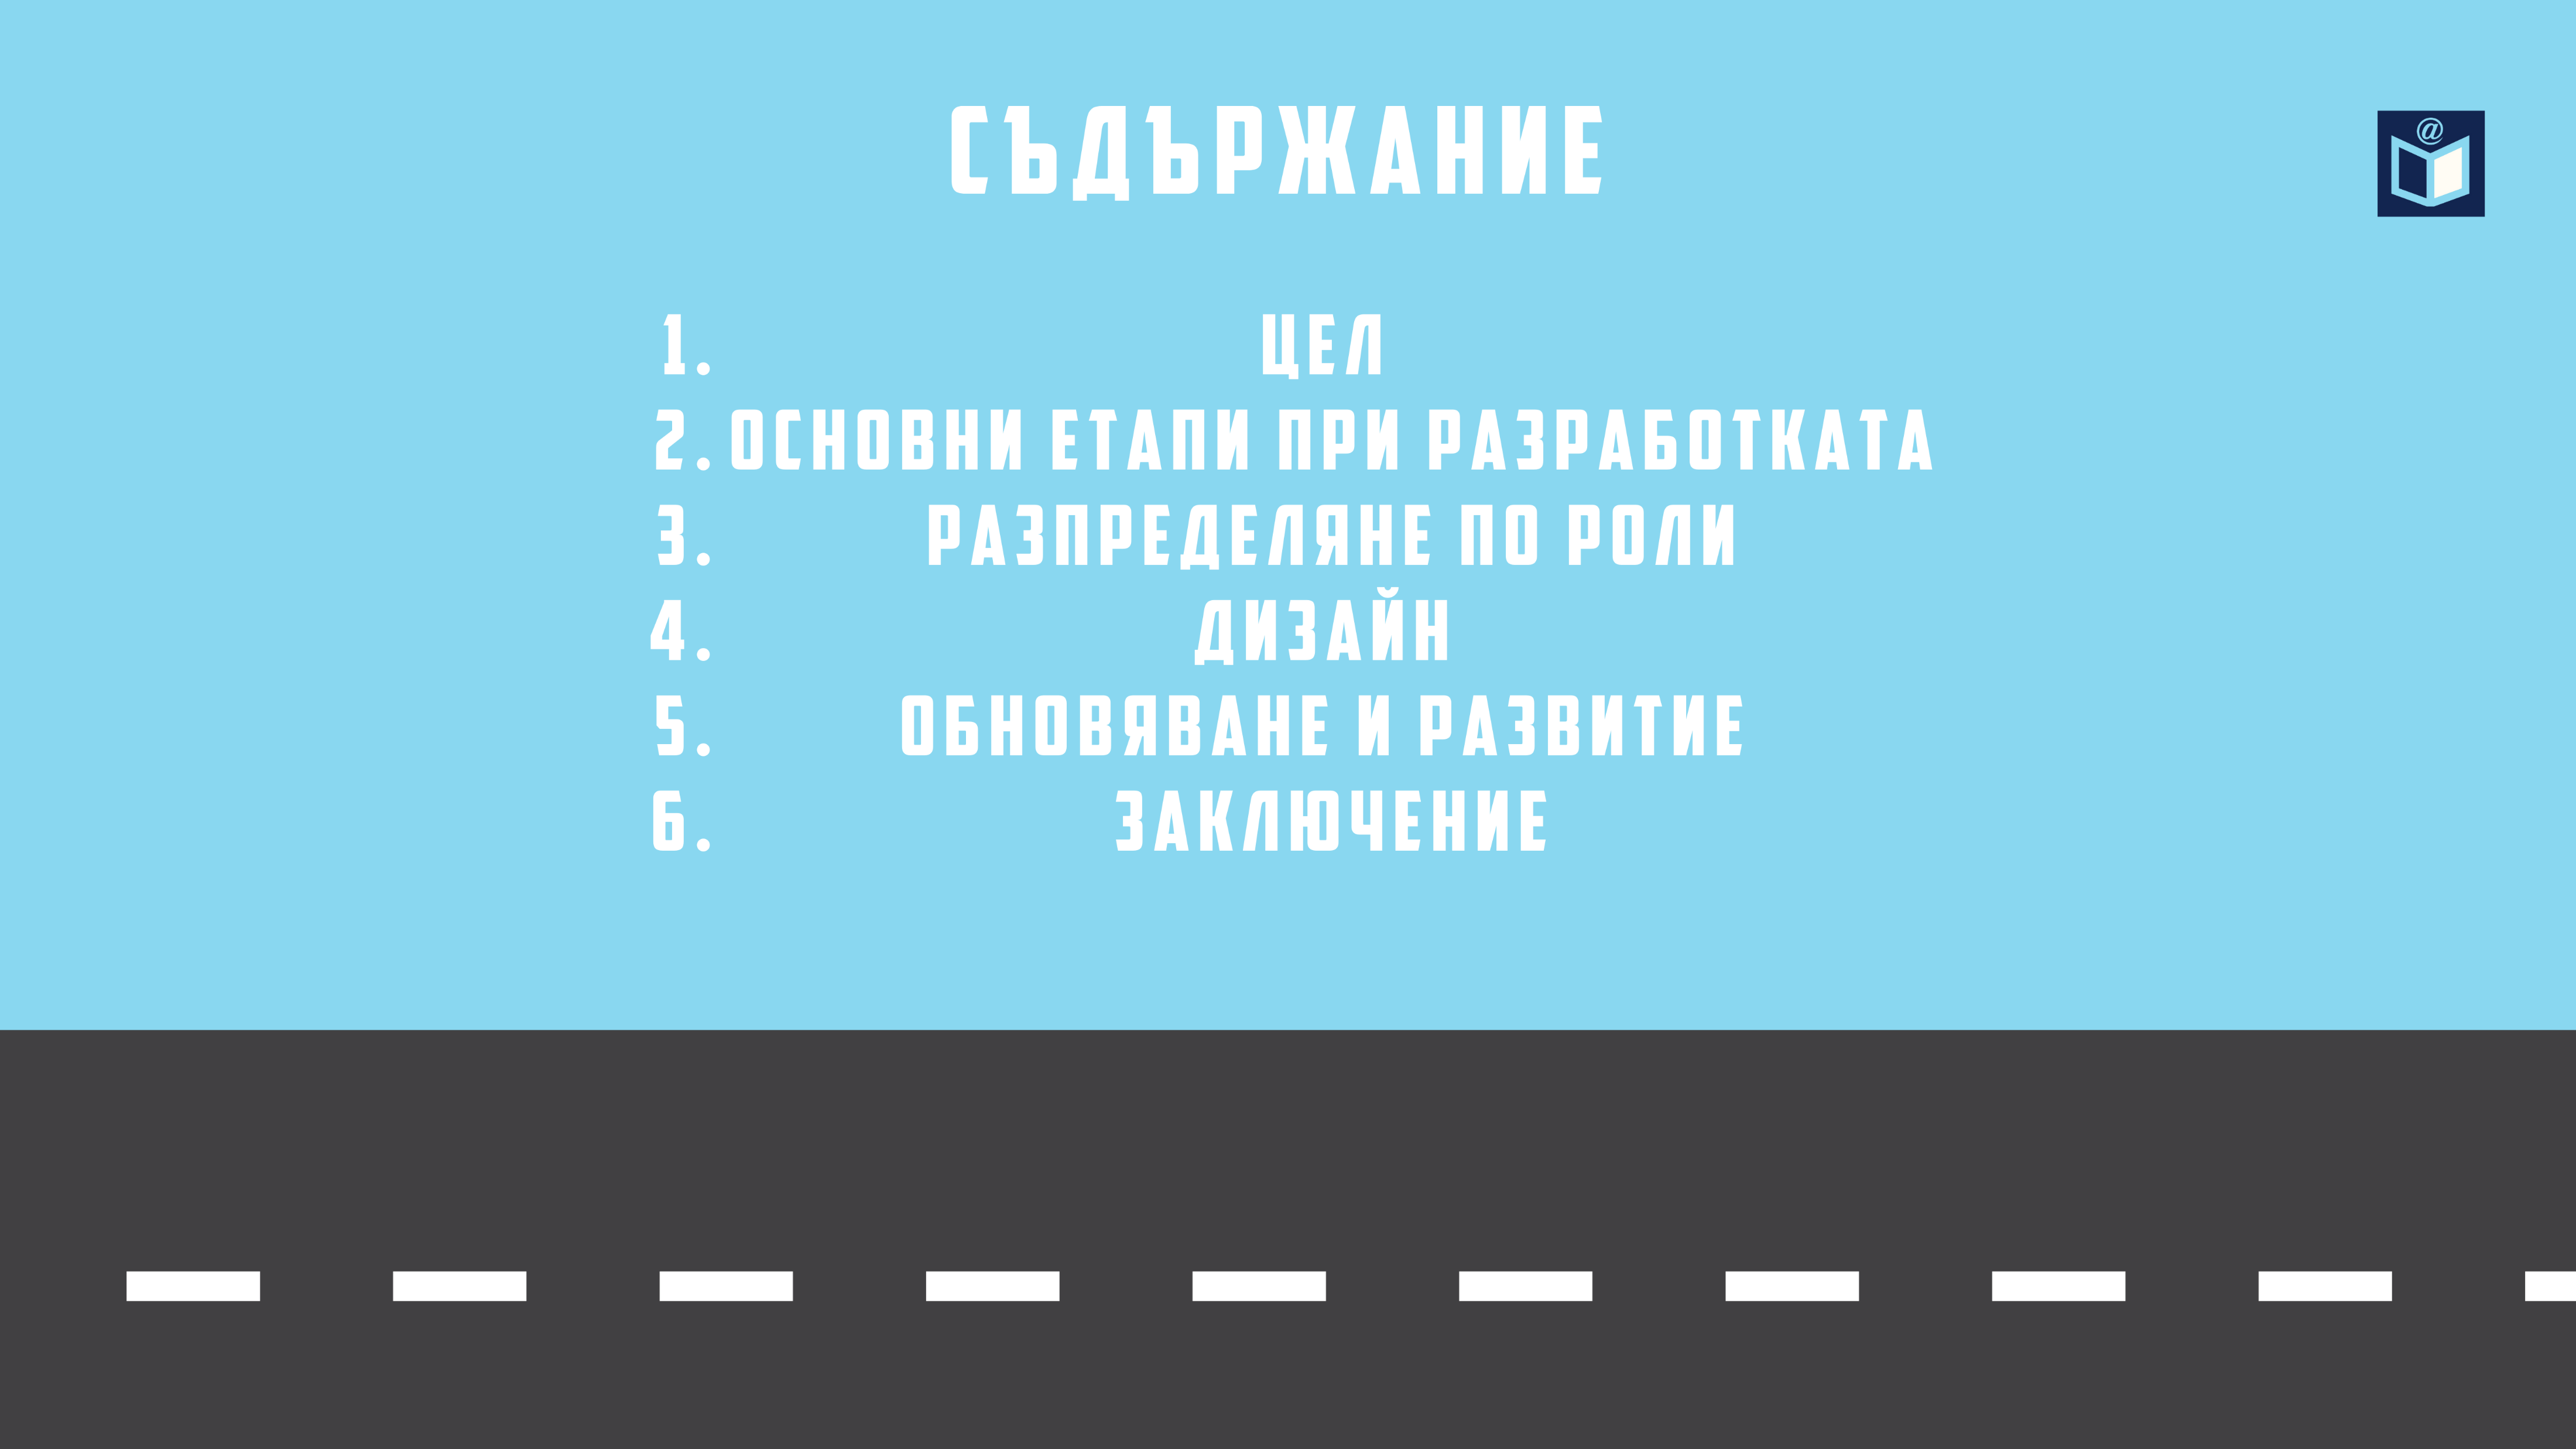 СЪДЪРЖАНИЕ
@
1. ЦЕЛ
2. ОСНОВНИ ЕТАПИ ПРИ РАЗРАБОТКАТА
3. РАЗПРЕДЕЛЯНЕ ПО РОЛИ
4. ДИЗАЙН
5. ОБНОВЯВАНЕ И РАЗВИТИЕ
6. ЗАКЛЮЧЕНИЕ